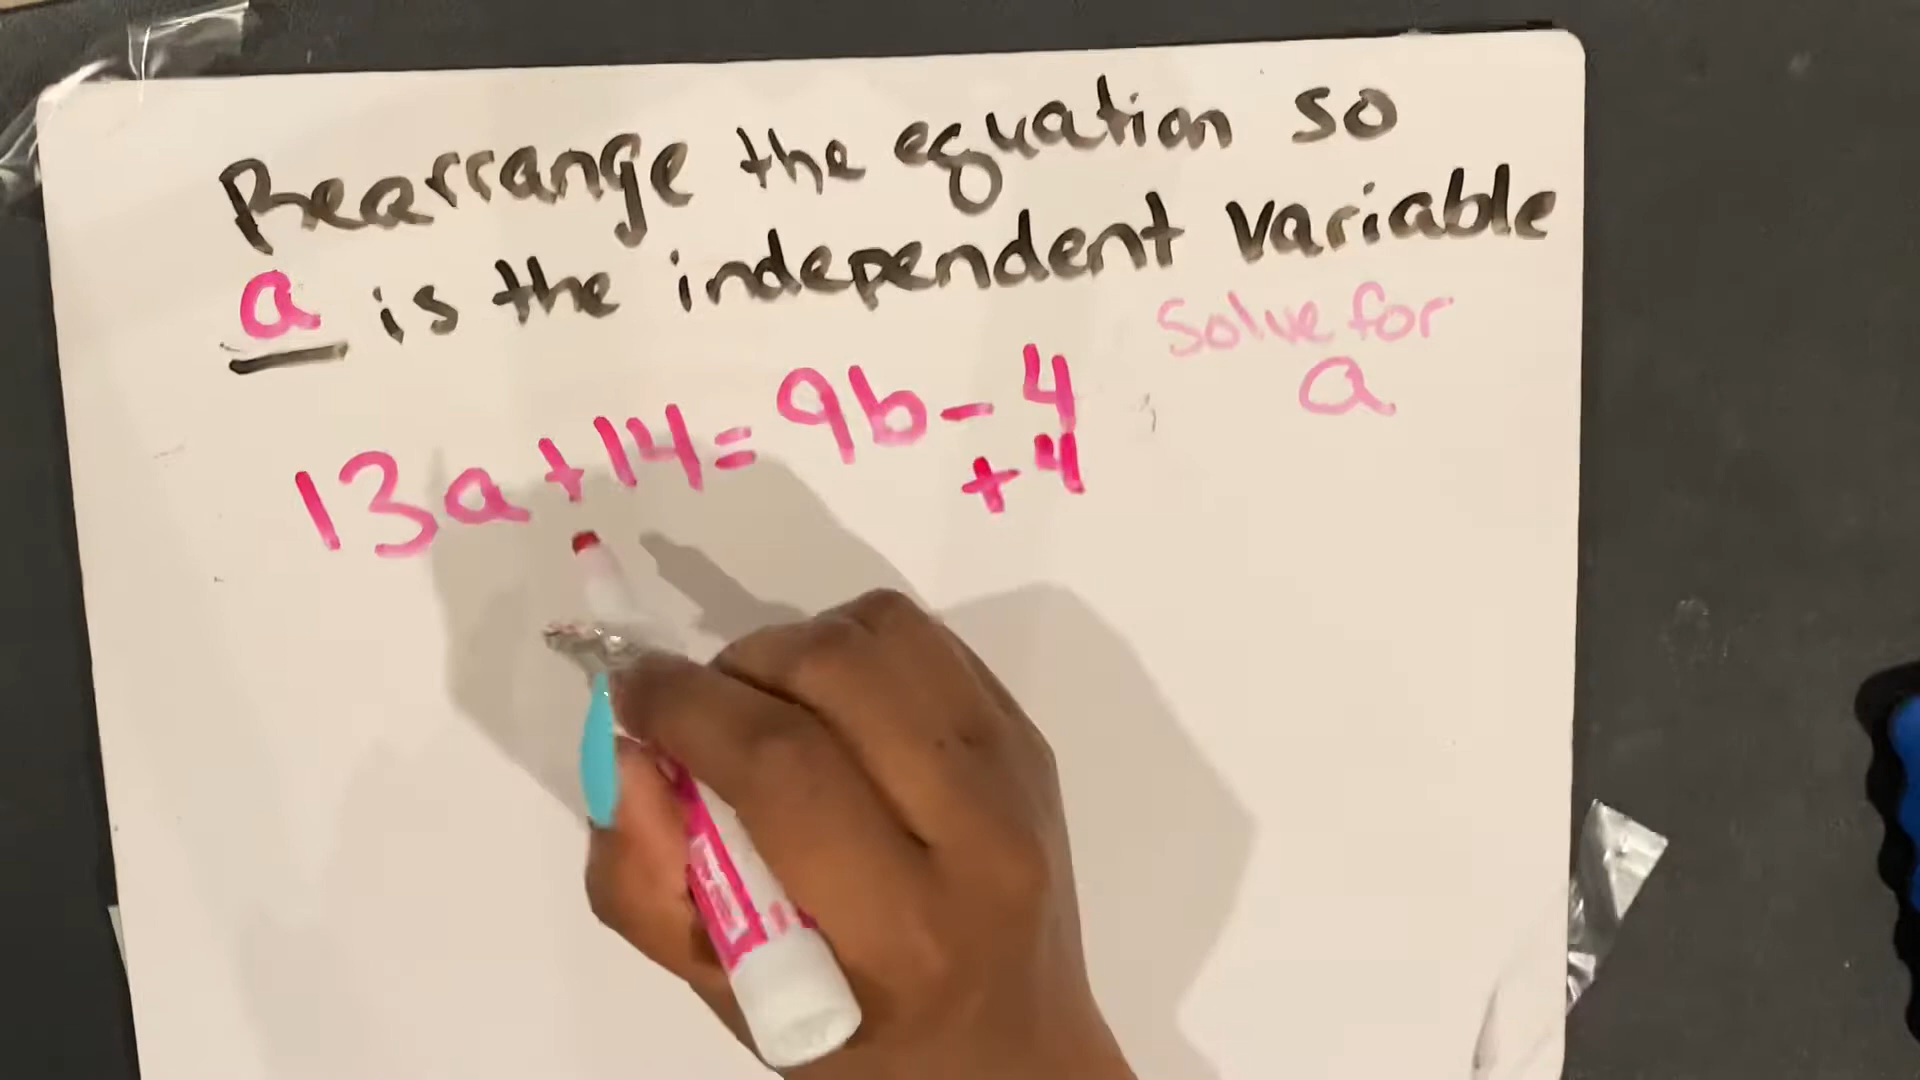 Rearrange the equation so
a is the independent variable
Solve for
a
13a+14=9b-4
+4